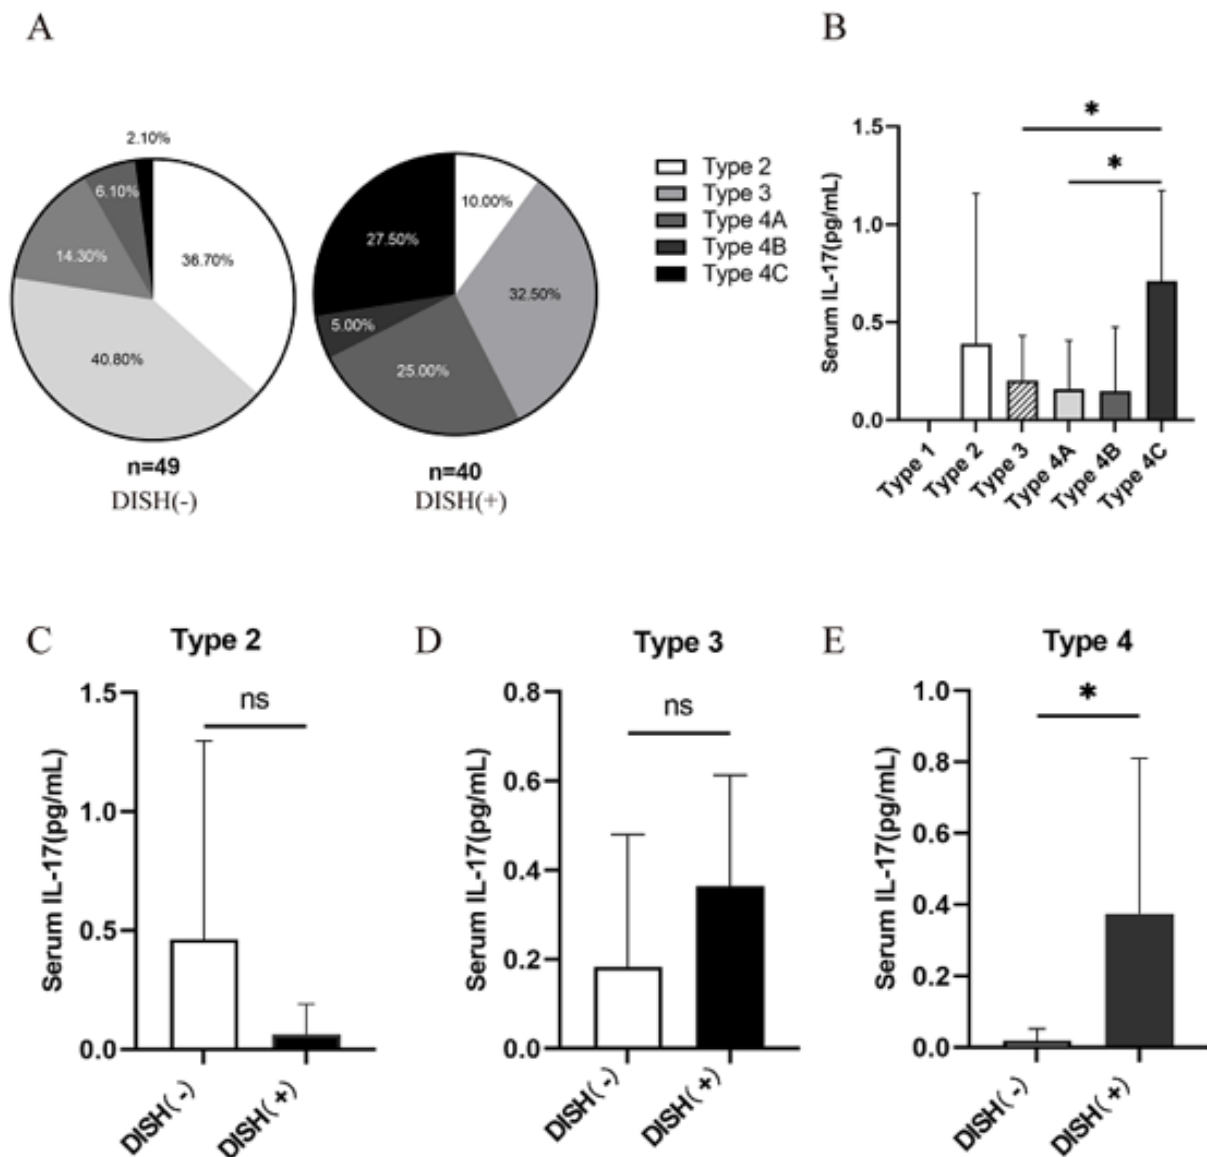 A
2.10%
6.10%
14.30%
36.70%
40.80%
n=49
DISH(-)
10.00%
27.50%
32.50%
5.00%
25.00%
n=40
DISH(+)
Type 2
Type 3
Type 4A
Type 4B
Type 4C
B
Serum IL-17(pg/mL)
1.5
1.0
0.5
0.0
*
*
Type 1
Type 2
Type 3
Type 4A
Type 4B
Type 4C
C
Type 2
Serum IL-17(pg/mL)
1.5
1.0
0.5
0.0
ns
DISH(-)
DISH(+)
D
Type 3
Serum IL-17(pg/mL)
0.8
0.6
0.4
0.2
0.0
ns
DISH(-)
DISH(+)
E
Type 4
Serum IL-17(pg/mL)
1.0
0.8
0.6
0.4
0.2
0.0
*
DISH(-)
DISH(+)